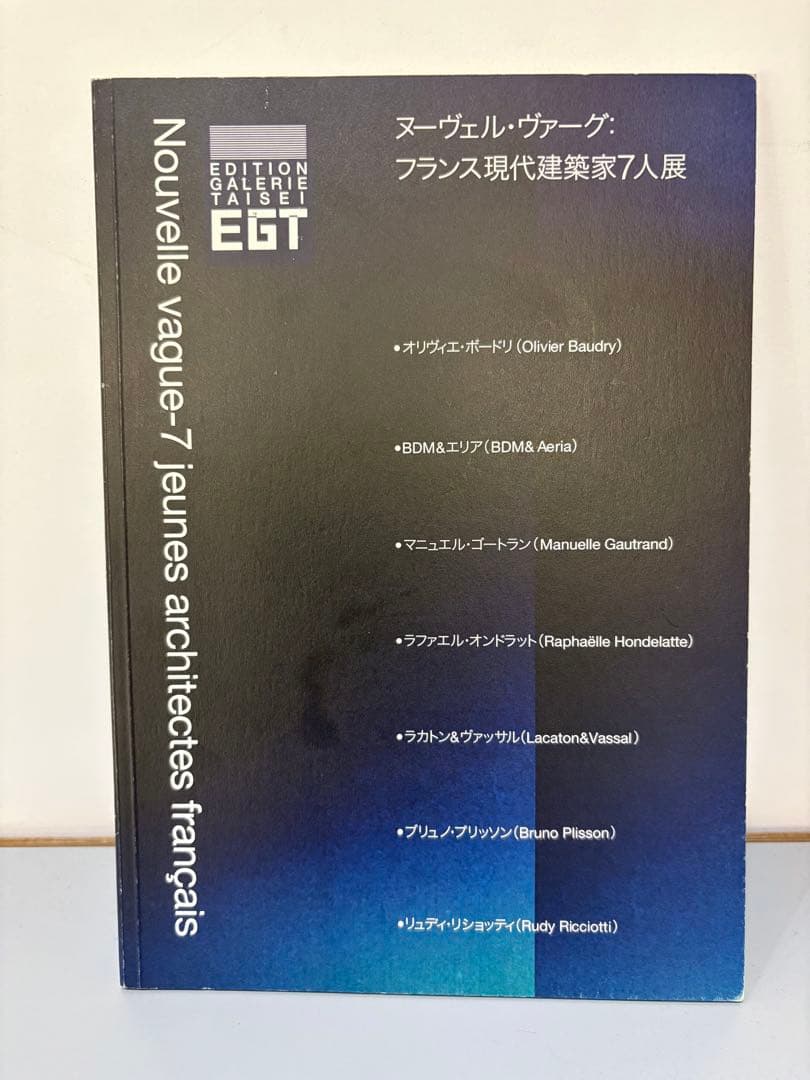 Nouvelle vague-7 jeunes architectes français
EDITION
GALERIE
TAISEI
EGT
ヌーヴェル・ヴァーグ:
フランス現代建築家7人展
●オリヴィエ・ボードリ(Olivier Baudry)
●BDM&エリア(BDM& Aeria)
●マニュエル・ゴートラン(Manuelle Gautrand)
●ラファエル・オンドラット(Raphaëlle Hondelatte)
●ラカトン&ヴァッサル(Lacaton&Vassal)
●ブリュノ・プリッソン(Bruno Plisson)
●リュディ・リショッティ(Rudy Ricciotti)